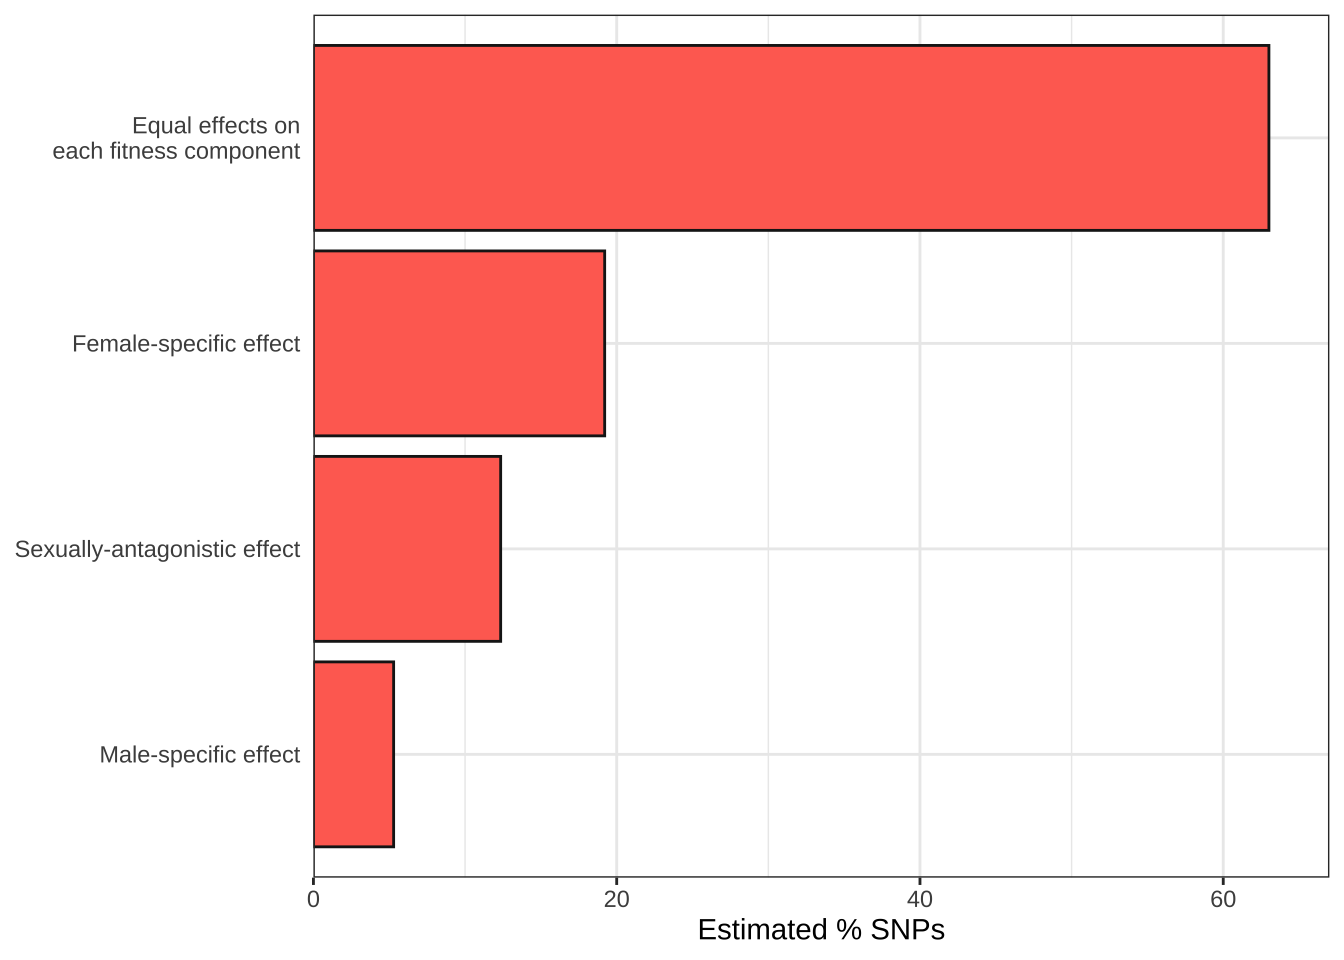 Equal effects on
each fitness component
Female-specific effect
Sexually-antagonistic effect
Male-specific effect
0 20 40 60
Estimated % SNPs